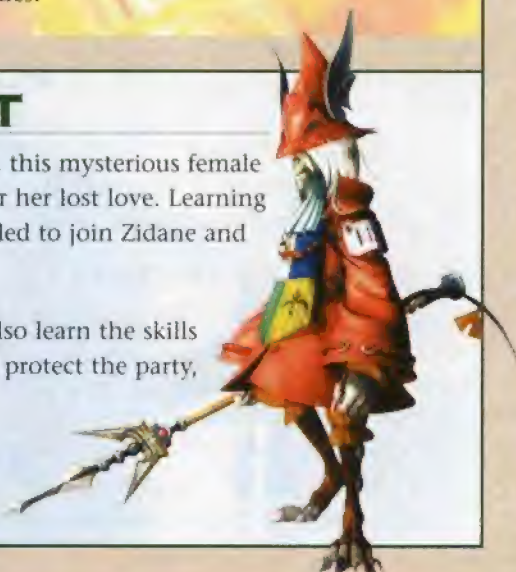 T
this mysterious female
r her lost love. Learning
led to join Zidane and
lso learn the skills
protect the party,